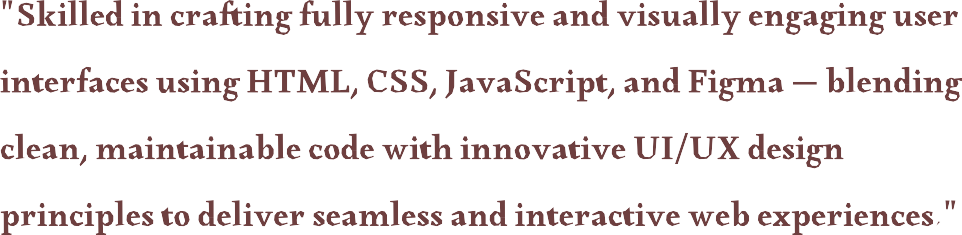 "Skilled in crafting fully responsive and visually engaging user
interfaces using HTML, CSS, JavaScript, and Figma — blending
clean, maintainable code with innovative UI/UX design
principles to deliver seamless and interactive web experiences."